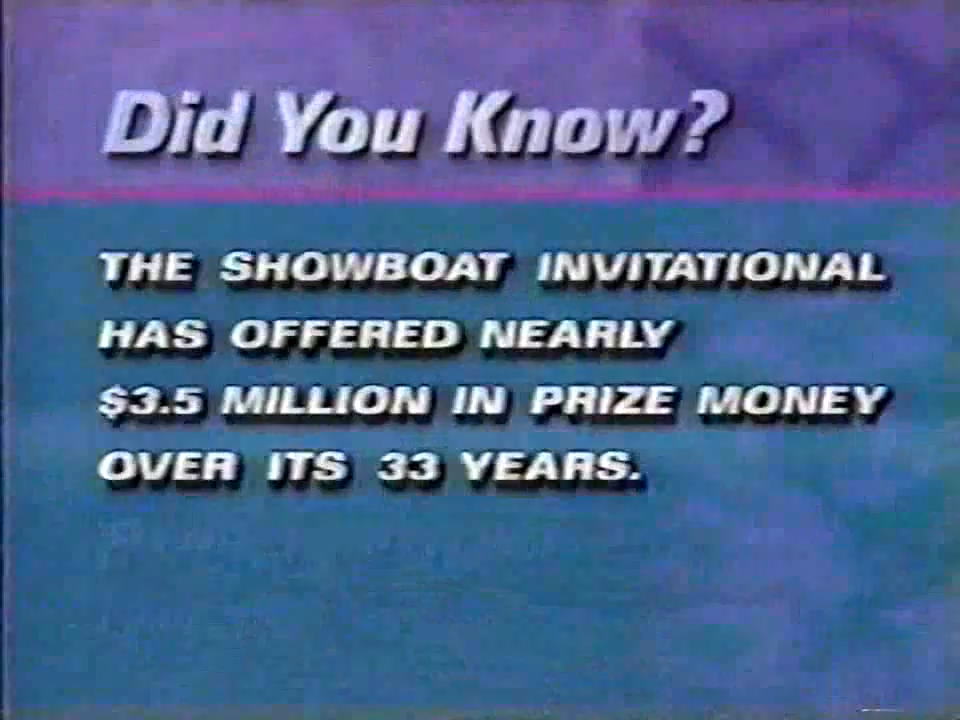 Did You Know?
THE SHOWBOAT INVITATIONAL
HAS OFFERED NEARLY
$3.5 MILLION IN PRIZE MONEY
OVER ITS 33 YEARS.